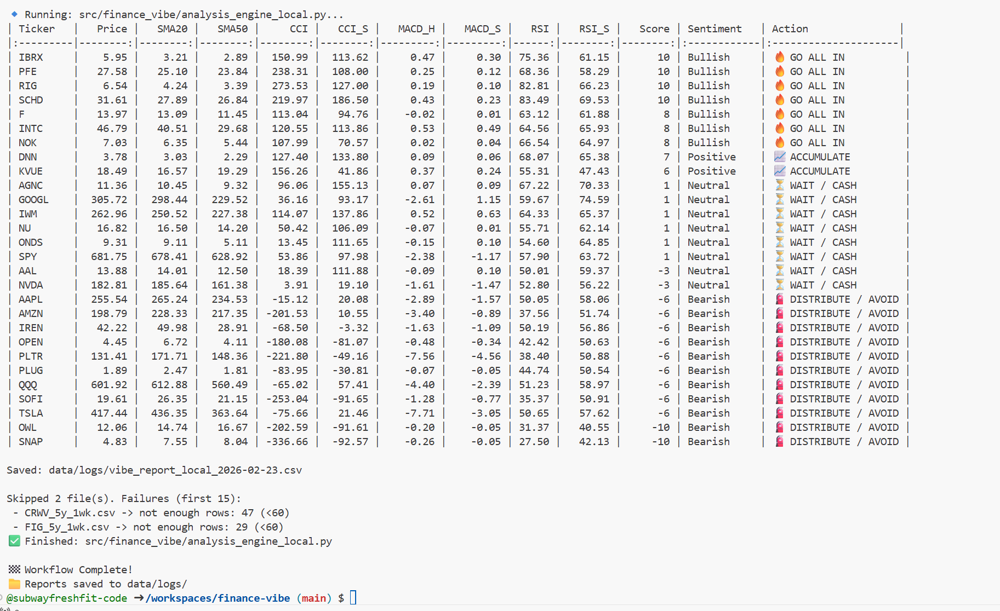 🔹 Running: src/finance_vibe/analysis_engine_local.py...
| Ticker | Price | SMA20 | SMA50 | CCI | CCI_S | MACD_H | MACD_S | RSI | RSI_S | Score | Sentiment | Action |
|:---------|--------:|--------:|--------:|--------:|--------:|---------:|---------:|------:|--------:|--------:|:------------|:---------------------|
| IBRX | 5.95 | 3.21 | 2.89 | 150.99 | 113.62 | 0.47 | 0.30 | 75.36 | 61.15 | 10 | Bullish | 🔥 GO ALL IN |
| PFE | 27.58 | 25.10 | 23.84 | 238.31 | 108.00 | 0.25 | 0.12 | 68.36 | 58.29 | 10 | Bullish | 🔥 GO ALL IN |
| RIG | 6.54 | 4.24 | 3.39 | 273.53 | 127.00 | 0.19 | 0.10 | 82.81 | 66.23 | 10 | Bullish | 🔥 GO ALL IN |
| SCHD | 31.61 | 27.89 | 26.84 | 219.97 | 186.50 | 0.43 | 0.23 | 83.49 | 69.53 | 10 | Bullish | 🔥 GO ALL IN |
| F | 13.97 | 13.09 | 11.45 | 113.04 | 94.76 | -0.02 | 0.01 | 63.12 | 61.88 | 8 | Bullish | 🔥 GO ALL IN |
| INTC | 46.79 | 40.51 | 29.68 | 120.55 | 113.86 | 0.53 | 0.49 | 64.56 | 65.93 | 8 | Bullish | 🔥 GO ALL IN |
| NOK | 7.03 | 6.35 | 5.44 | 107.99 | 70.57 | 0.02 | 0.04 | 66.54 | 64.97 | 8 | Bullish | 🔥 GO ALL IN |
| DNN | 3.78 | 3.03 | 2.29 | 127.40 | 133.80 | 0.09 | 0.06 | 68.07 | 65.38 | 7 | Positive | 📈 ACCUMULATE |
| KVUE | 18.49 | 16.57 | 19.29 | 156.26 | 41.86 | 0.37 | 0.24 | 55.31 | 47.43 | 6 | Positive | 📈 ACCUMULATE |
| AGNC | 11.36 | 10.45 | 9.32 | 96.06 | 155.13 | 0.07 | 0.09 | 67.22 | 70.33 | 1 | Neutral | ⏳ WAIT / CASH |
| GOOGL | 305.72 | 298.44 | 229.52 | 36.16 | 93.17 | -2.61 | 1.15 | 59.67 | 74.59 | 1 | Neutral | ⏳ WAIT / CASH |
| IWM | 262.96 | 250.52 | 227.38 | 114.07 | 137.86 | 0.52 | 0.63 | 64.33 | 65.37 | 1 | Neutral | ⏳ WAIT / CASH |
| NU | 16.82 | 16.50 | 14.20 | 50.42 | 106.09 | -0.07 | 0.01 | 55.71 | 62.14 | 1 | Neutral | ⏳ WAIT / CASH |
| ONDS | 9.31 | 9.11 | 5.11 | 13.45 | 111.65 | -0.15 | 0.10 | 54.60 | 64.85 | 1 | Neutral | ⏳ WAIT / CASH |
| SPY | 681.75 | 678.41 | 628.92 | 53.86 | 97.98 | -2.38 | -1.17 | 57.90 | 63.72 | 1 | Neutral | ⏳ WAIT / CASH |
| AAL | 13.88 | 14.01 | 12.50 | 18.39 | 111.88 | -0.09 | 0.10 | 50.01 | 59.37 | -3 | Neutral | ⏳ WAIT / CASH |
| NVDA | 182.81 | 185.64 | 161.38 | 3.91 | 19.10 | -1.61 | -1.47 | 52.80 | 56.22 | -3 | Neutral | ⏳ WAIT / CASH |
| AAPL | 255.54 | 265.24 | 234.53 | -15.12 | 20.08 | -2.89 | -1.57 | 50.05 | 58.06 | -6 | Bearish | ⛽ DISTRIBUTE / AVOID |
| AMZN | 198.79 | 228.33 | 217.35 | -201.53 | 10.55 | -3.40 | -0.89 | 37.56 | 51.74 | -6 | Bearish | ⛽ DISTRIBUTE / AVOID |
| IREN | 42.22 | 49.98 | 28.91 | -68.50 | -3.32 | -1.63 | -1.09 | 50.19 | 56.86 | -6 | Bearish | ⛽ DISTRIBUTE / AVOID |
| OPEN | 4.45 | 6.72 | 4.11 | -180.08 | -81.07 | -0.48 | -0.34 | 42.42 | 50.63 | -6 | Bearish | ⛽ DISTRIBUTE / AVOID |
| PLTR | 131.41 | 171.71 | 148.36 | -221.80 | -49.16 | -7.56 | -4.56 | 38.40 | 50.88 | -6 | Bearish | ⛽ DISTRIBUTE / AVOID |
| PLUG | 1.89 | 2.47 | 1.81 | -83.95 | -30.81 | -0.07 | -0.05 | 44.74 | 50.54 | -6 | Bearish | ⛽ DISTRIBUTE / AVOID |
| QQQ | 601.92 | 612.88 | 560.49 | -65.02 | 57.41 | -4.40 | -2.39 | 51.23 | 58.97 | -6 | Bearish | ⛽ DISTRIBUTE / AVOID |
| SOFI | 19.61 | 26.35 | 21.15 | -253.04 | -91.65 | -1.28 | -0.77 | 35.37 | 50.91 | -6 | Bearish | ⛽ DISTRIBUTE / AVOID |
| TSLA | 417.44 | 436.35 | 363.64 | -75.66 | 21.46 | -7.71 | -3.05 | 50.65 | 57.62 | -6 | Bearish | ⛽ DISTRIBUTE / AVOID |
| OWL | 12.06 | 14.74 | 16.67 | -202.59 | -91.61 | -0.20 | -0.05 | 31.37 | 40.55 | -10 | Bearish | ⛽ DISTRIBUTE / AVOID |
| SNAP | 4.83 | 7.55 | 8.04 | -336.66 | -92.57 | -0.26 | -0.05 | 27.50 | 42.13 | -10 | Bearish | ⛽ DISTRIBUTE / AVOID |
Saved: data/logs/vibe_report_local_2026-02-23.csv
Skipped 2 file(s). Failures (first 15):
- CRWV_5y_1wk.csv -> not enough rows: 47 (<60)
- FIG_5y_1wk.csv -> not enough rows: 29 (<60)
✅ Finished: src/finance_vibe/analysis_engine_local.py
🏁 Workflow Complete!
📁 Reports saved to data/logs/
@subwayfreshfit-code ➜ /workspaces/finance-vibe (main) $